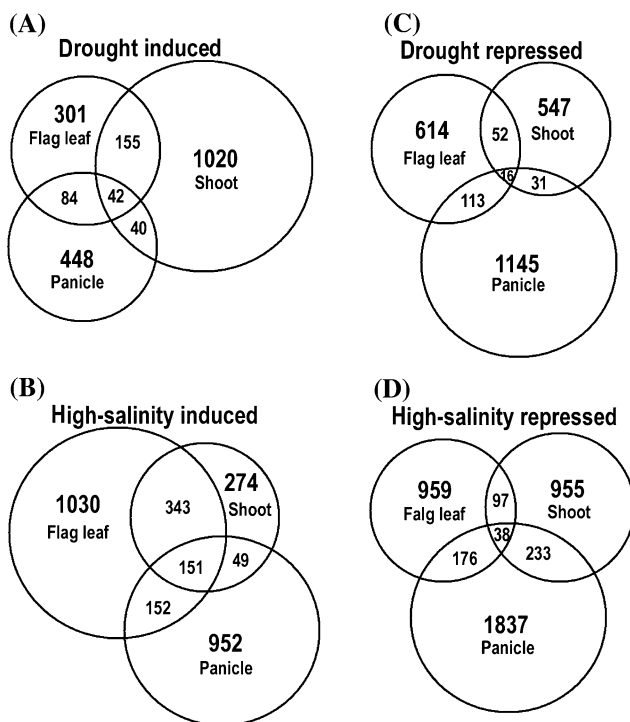 (A)
Drought induced
301
Flag leaf
155
1020
Shoot
84
42
40
448
Panicle
(C)
Drought repressed
614
Flag leaf
52
547
Shoot
16
31
113
1145
Panicle
(B)
High-salinity induced
1030
Flag leaf
343
274
Shoot
151
49
152
952
Panicle
(D)
High-salinity repressed
959
Falg leaf
97
955
Shoot
38
176
233
1837
Panicle